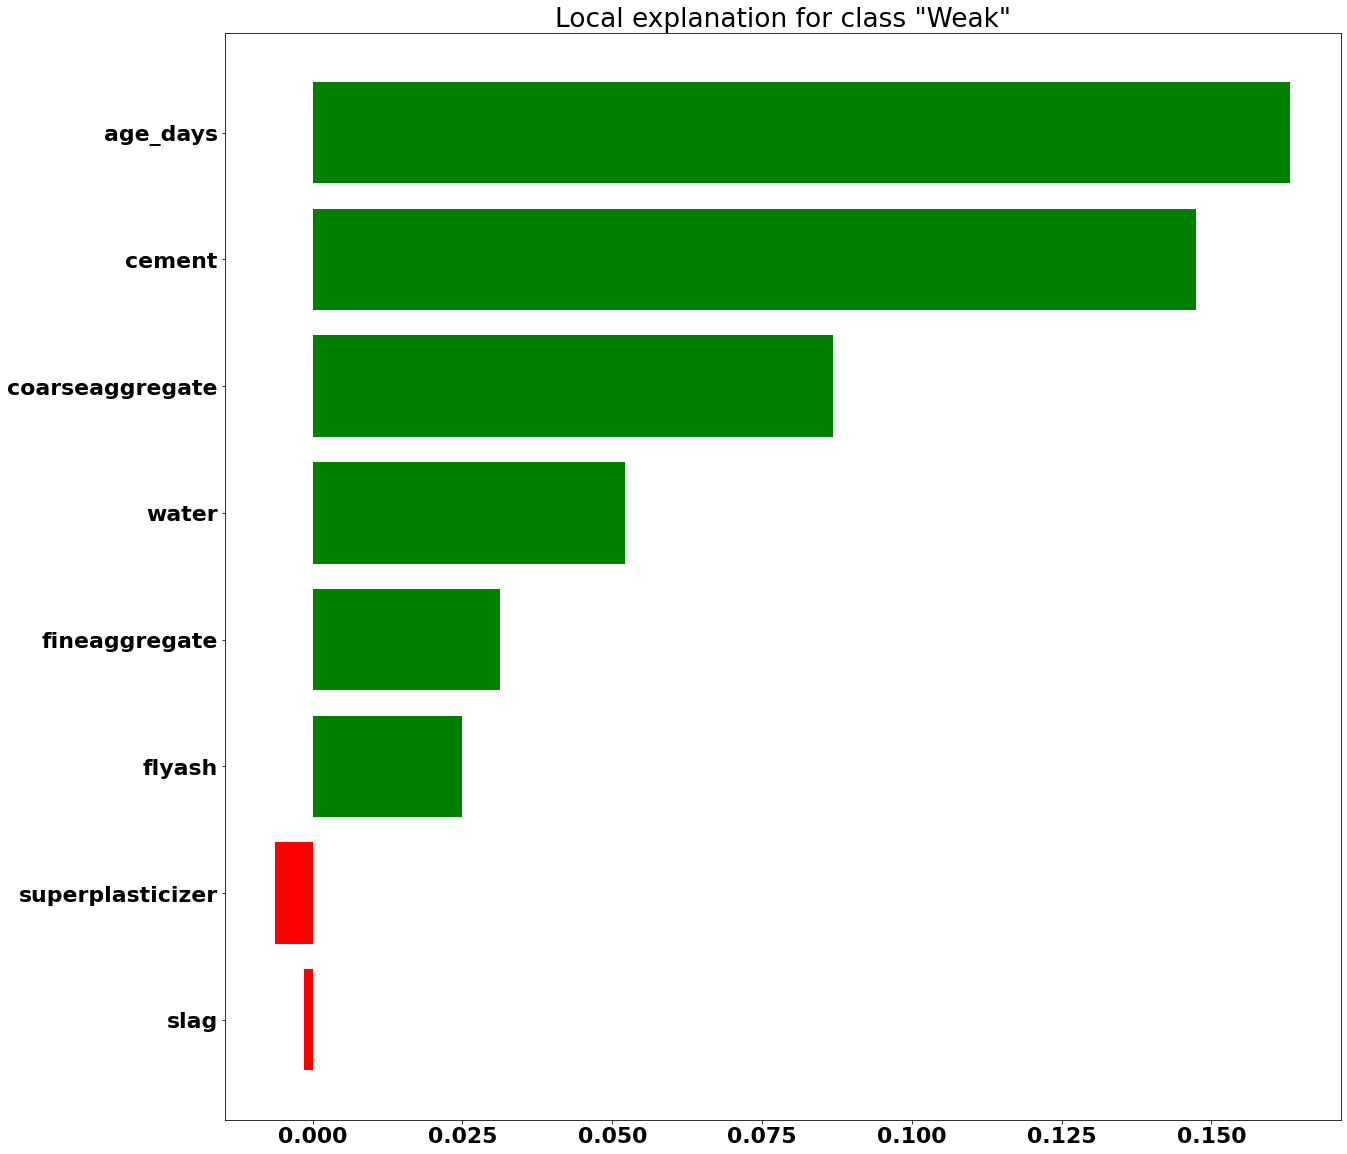 Local explanation for class "Weak"
age_days
cement
coarseaggregate
water
fineaggregate
flyash
superplasticizer
slag
0.000 0.025 0.050 0.075 0.100 0.125 0.150